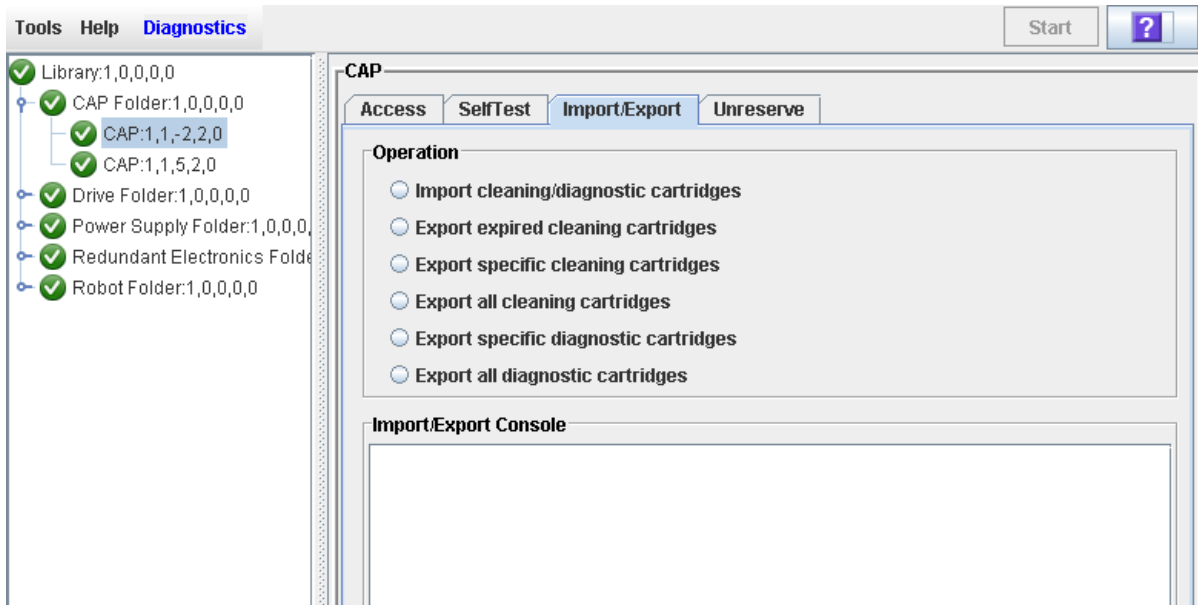 Tools Help Diagnostics Start ?
Library:1,0,0,0,0
CAP Folder:1,0,0,0,0
CAP:1,1,-2,2,0
CAP:1,1,5,2,0
Drive Folder:1,0,0,0,0
Power Supply Folder:1,0,0,0,
Redundant Electronics Folde
Robot Folder:1,0,0,0,0
CAP
Access SelfTest Import/Export Unreserve
Operation
Import cleaning/diagnostic cartridges
Export expired cleaning cartridges
Export specific cleaning cartridges
Export all cleaning cartridges
Export specific diagnostic cartridges
Export all diagnostic cartridges
Import/Export Console